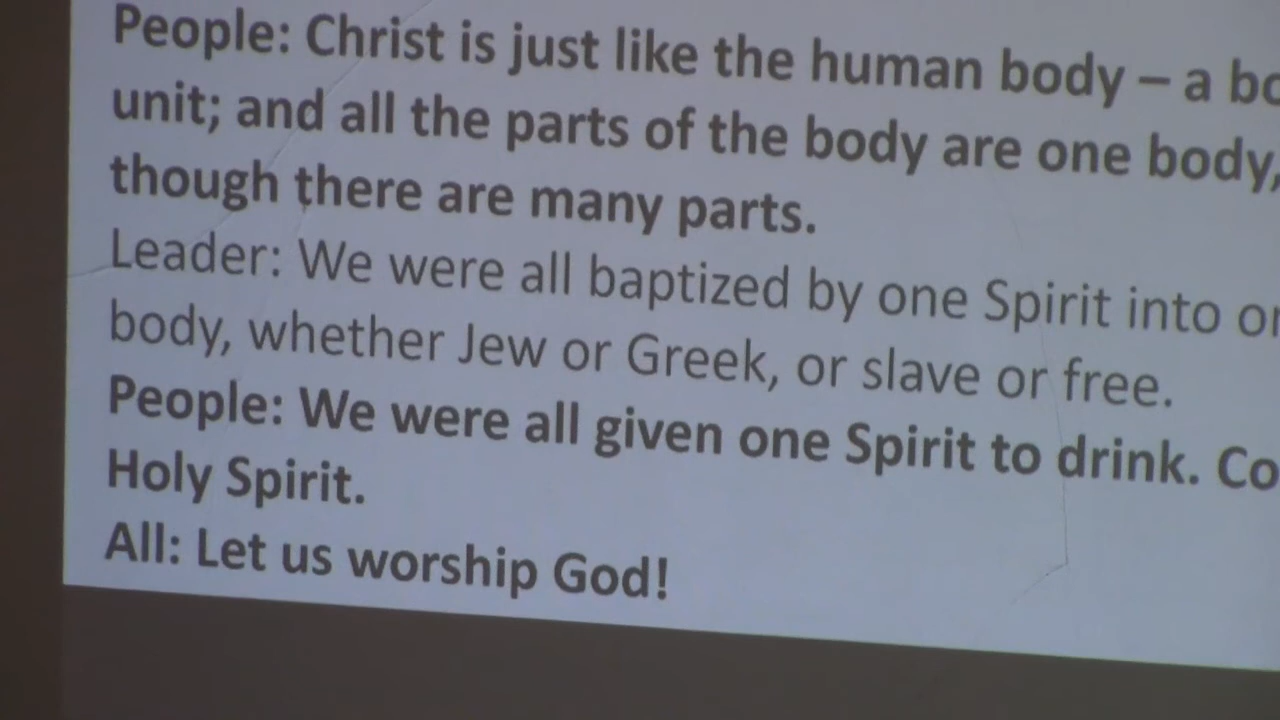 People: Christ is just like the human body – a
unit; and all the parts of the body are one body,
though there are many parts.
Leader: We were all baptized by one Spirit into
body, whether Jew or Greek, or slave or free.
People: We were all given one Spirit to drink.
Holy Spirit.
All: Let us worship God!